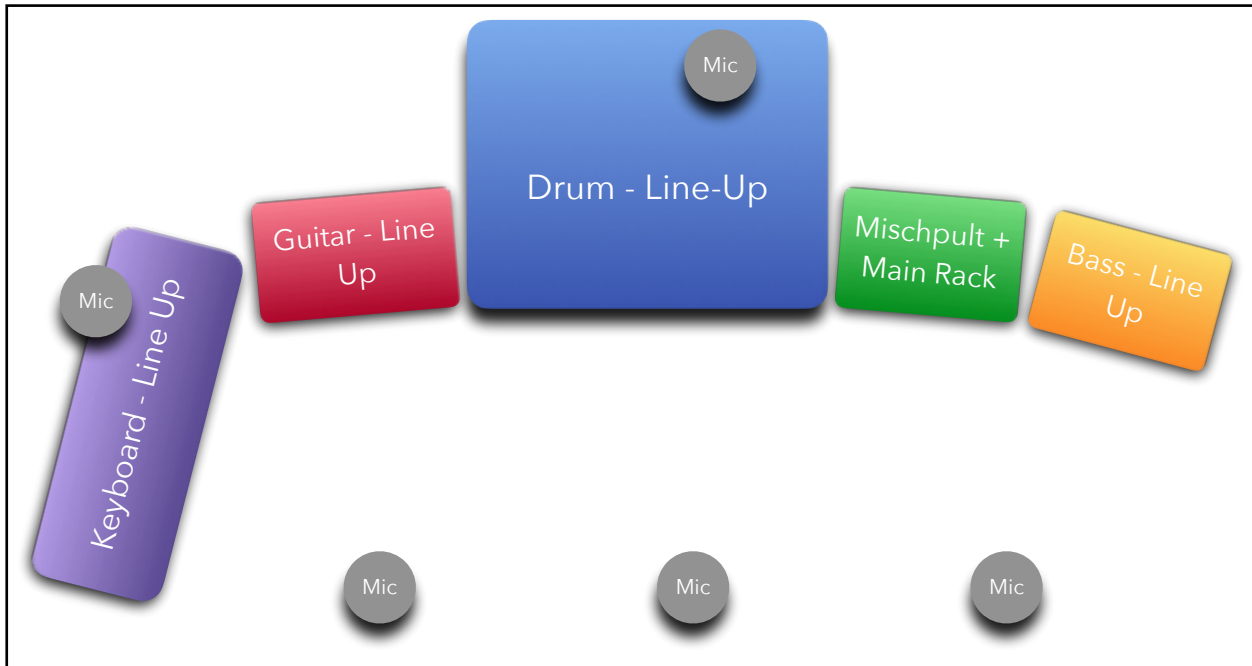 Mic
Drum - Line-Up
Guitar - Line
Up
Mischpult +
Main Rack
Bass - Line
Up
Mic
Keyboard - Line Up
Mic
Mic
Mic